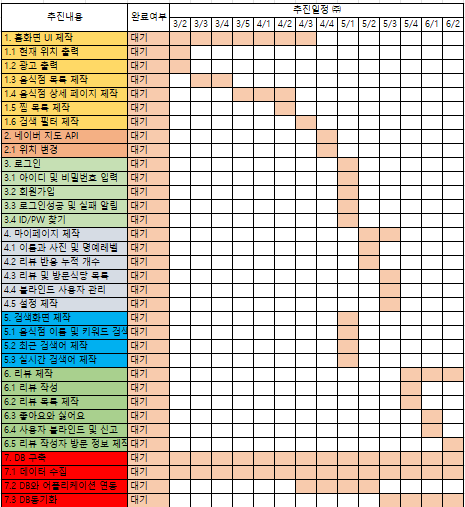 추진내용 완료여부 추진일정 ㈜
3/2 3/3 3/4 3/5 4/1 4/2 4/3 4/4 5/1 5/2 5/3 5/4 6/1 6/2
1. 홈화면 UI 제작 대기
1.1 현재 위치 출력 대기
1.2 광고 출력 대기
1.3 음식점 목록 제작 대기
1.4 음식점 상세 페이지 제작 대기
1.5 찜 목록 제작 대기
1.6 검색 필터 제작 대기
2. 네이버 지도 API 대기
2.1 위치 변경 대기
3. 로그인 대기
3.1 아이디 및 비밀번호 입력 대기
3.2 회원가입 대기
3.3 로그인성공 및 실패 알림 대기
3.4 ID/PW 찾기 대기
4. 마이페이지 제작 대기
4.1 이름과 사진 및 명예레벨 대기
4.2 리뷰 반응 누적 개수 대기
4.3 리뷰 및 방문식당 목록 대기
4.4 블라인드 사용자 관리 대기
4.5 설정 제작 대기
5. 검색화면 제작 대기
5.1 음식점 이름 및 키워드 검색 대기
5.2 최근 검색어 제작 대기
5.3 실시간 검색어 제작 대기
6. 리뷰 제작 대기
6.1 리뷰 작성 대기
6.2 리뷰 목록 제작 대기
6.3 좋아요와 싫어요 대기
6.4 사용자 블라인드 및 신고 대기
6.5 리뷰 작성자 방문 정보 제작 대기
7. DB 구축 대기
7.1 데이터 수집 대기
7.2 DB와 어플리케이션 연동 대기
7.3 DB동기화 대기